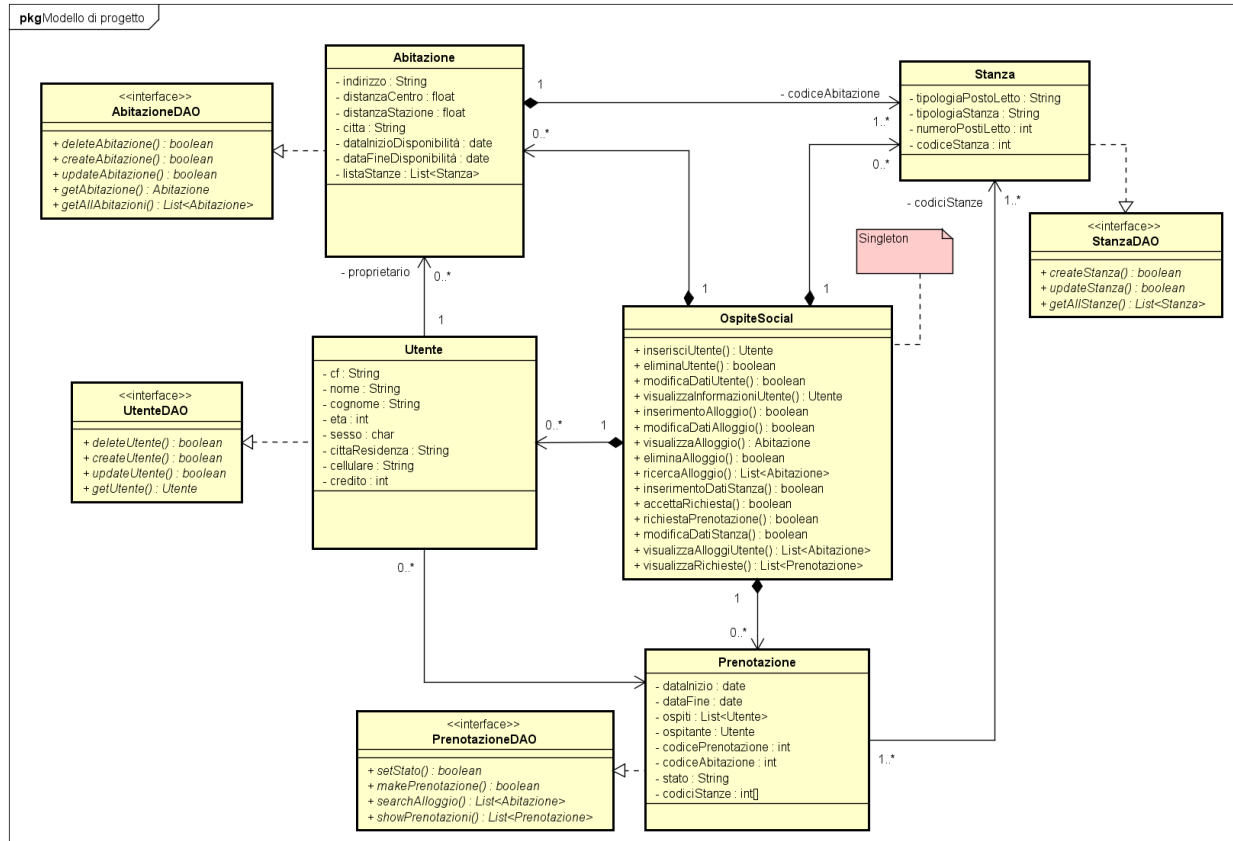 pkg Modello di progetto
<<interface>>
AbitazioneDAO
+ deleteAbitazione() : boolean
+ createAbitazione() : boolean
+ updateAbitazione() : boolean
+ getAbitazione() : Abitazione
+ getAllAbitazioni() : List<Abitazione>
Abitazione
- indirizzo : String
- distanzaCentro : float
- distanzaStazione : float
- citta : String
- dataInizioDisponibilità : date
- dataFineDisponibilità : date
- listaStanze : List<Stanza>
1
- codiceAbitazione
1..*
0..*
0..*
Stanza
- tipologiaPostoLetto : String
- tipologiaStanza : String
- numeroPostiLetto : int
- codiceStanza : int
- codiciStanze
1..*
<<interface>>
StanzaDAO
+ createStanza() : boolean
+ updateStanza() : boolean
+ getAllStanze() : List<Stanza>
Singleton
- proprietario
0..*
1
1
1
<<interface>>
UtenteDAO
+ deleteUtente() : boolean
+ createUtente() : boolean
+ updateUtente() : boolean
+ getUtente() : Utente
Utente
- cf : String
- nome : String
- cognome : String
- eta : int
- sesso : char
- cittaResidenza : String
- cellulare : String
- credito : int
0..*
1
0..*
OspiteSocial
+ inserisciUtente() : Utente
+ eliminaUtente() : boolean
+ modificaDatiUtente() : boolean
+ visualizzaInformazioniUtente() : Utente
+ inserimentoAlloggio() : boolean
+ modificaDatiAlloggio() : boolean
+ visualizzaAlloggio() : Abitazione
+ eliminaAlloggio() : boolean
+ ricercaAlloggio() : List<Abitazione>
+ inserimentoDatiStanza() : boolean
+ accettaRichiesta() : boolean
+ richiestaPrenotazione() : boolean
+ modificaDatiStanza() : boolean
+ visualizzaAlloggiUtente() : List<Abitazione>
+ visualizzaRichieste() : List<Prenotazione>
1
0..*
<<interface>>
PrenotazioneDAO
+ setStato() : boolean
+ makePrenotazione() : boolean
+ searchAlloggio() : List<Abitazione>
+ showPrenotazioni() : List<Prenotazione>
Prenotazione
- dataInizio : date
- dataFine : date
- ospiti : List<Utente>
- ospitante : Utente
- codicePrenotazione : int
- codiceAbitazione : int
- stato : String
- codiciStanze : int[]
1..*